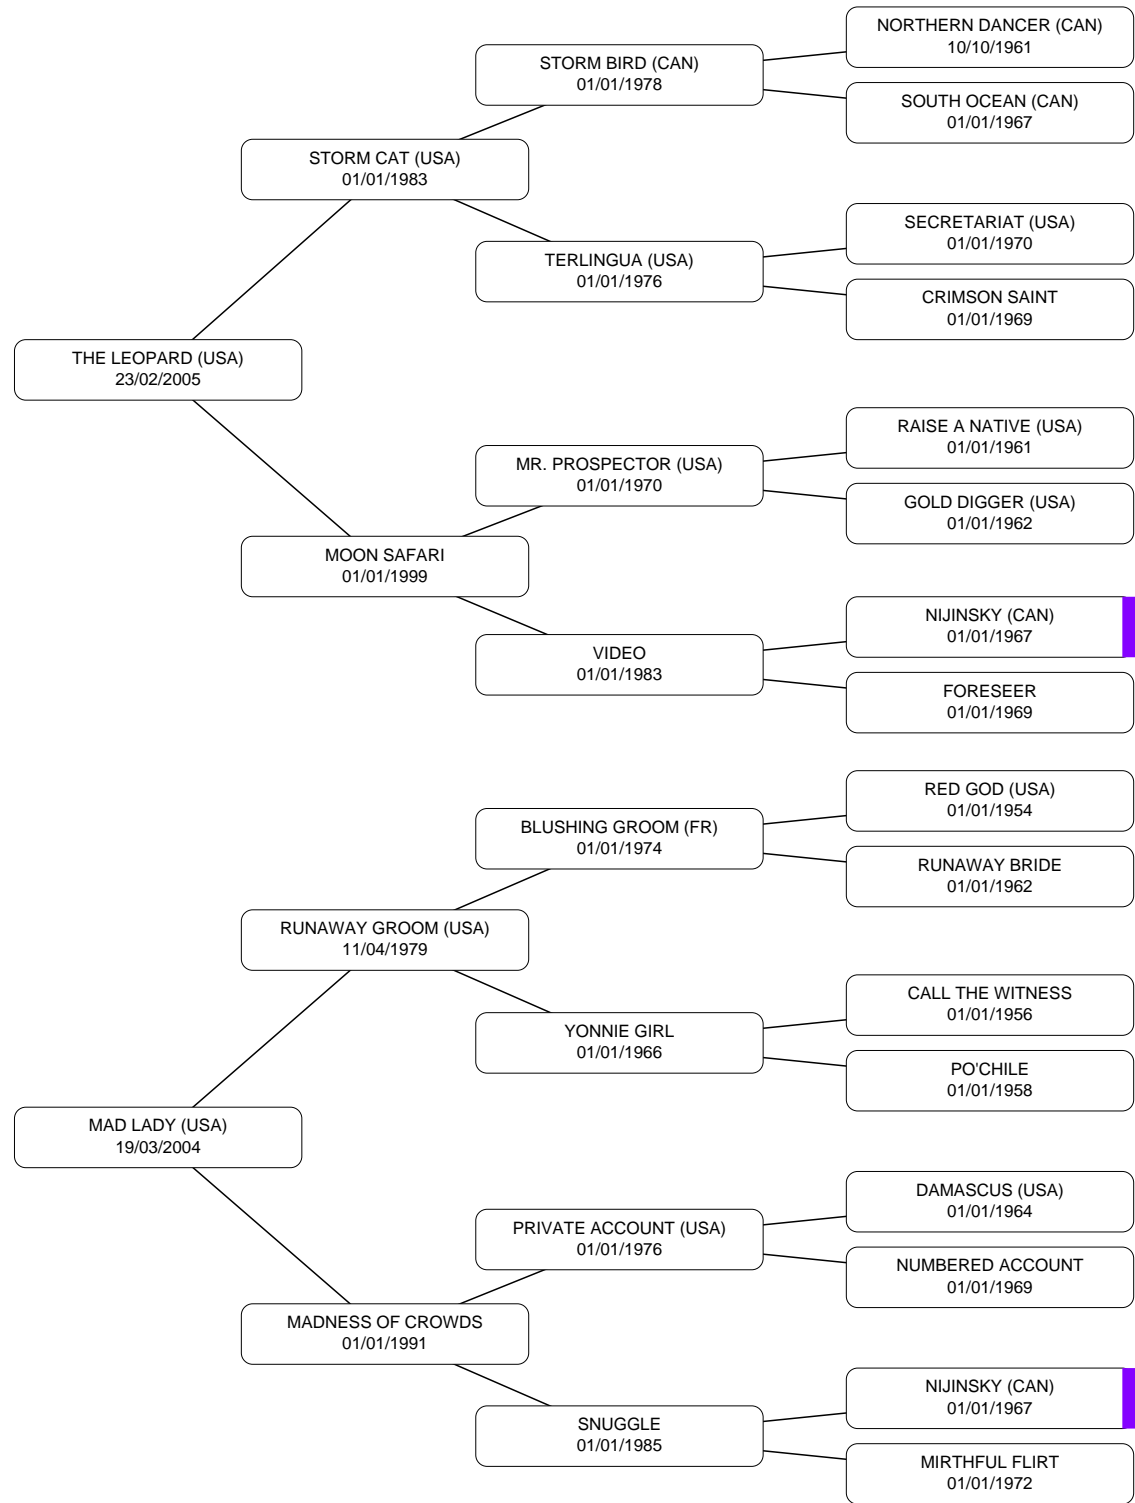 NORTHERN DANCER (CAN)
10/10/1961
STORM BIRD (CAN)
01/01/1978
SOUTH OCEAN (CAN)
01/01/1967
STORM CAT (USA)
01/01/1983
SECRETARIAT (USA)
01/01/1970
TERLINGUA (USA)
01/01/1976
CRIMSON SAINT
01/01/1969
THE LEOPARD (USA)
23/02/2005
RAISE A NATIVE (USA)
01/01/1961
MR. PROSPECTOR (USA)
01/01/1970
GOLD DIGGER (USA)
01/01/1962
MOON SAFARI
01/01/1999
NIJINSKY (CAN)
01/01/1967
VIDEO
01/01/1983
FORESEER
01/01/1969
RED GOD (USA)
01/01/1954
BLUSHING GROOM (FR)
01/01/1974
RUNAWAY BRIDE
01/01/1962
RUNAWAY GROOM (USA)
11/04/1979
CALL THE WITNESS
01/01/1956
YONNIE GIRL
01/01/1966
PO'CHILE
01/01/1958
MAD LADY (USA)
19/03/2004
DAMASCUS (USA)
01/01/1964
PRIVATE ACCOUNT (USA)
01/01/1976
NUMBERED ACCOUNT
01/01/1969
MADNESS OF CROWDS
01/01/1991
NIJINSKY (CAN)
01/01/1967
SNUGGLE
01/01/1985
MIRTHFUL FLIRT
01/01/1972